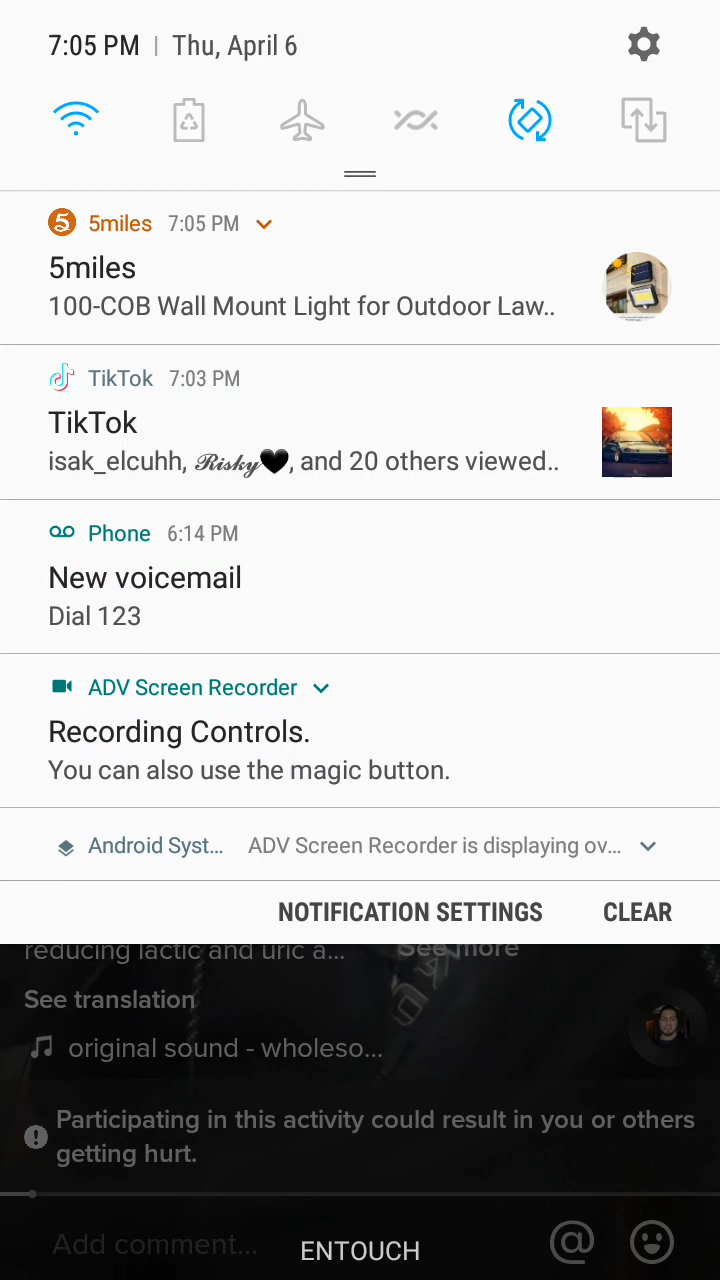 7:05 PM | Thu, April 6
5miles 7:05 PM
5miles
100-COB Wall Mount Light for Outdoor Law..
TikTok 7:03 PM
TikTok
isak_elcuhh, 𝓡𝓲𝓼𝓴𝔂🖤, and 20 others viewed..
Phone 6:14 PM
New voicemail
Dial 123
ADV Screen Recorder
Recording Controls.
You can also use the magic button.
Android Syst... ADV Screen Recorder is displaying ov...
NOTIFICATION SETTINGS CLEAR
reducing lactic and uric a... See more
See translation
original sound - wholeso...
Participating in this activity could result in you or others
getting hurt.
Add comment...
ENTOUCH